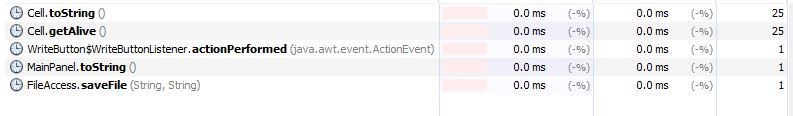 Cell.toString () 0.0 ms (-%) 0.0 ms (-%) 25
Cell.getAlive () 0.0 ms (-%) 0.0 ms (-%) 25
WriteButton$WriteButtonListener.actionPerformed (java.awt.event.ActionEvent) 0.0 ms (-%) 0.0 ms (-%) 1
MainPanel.toString () 0.0 ms (-%) 0.0 ms (-%) 1
FileAccess.saveFile (String, String) 0.0 ms (-%) 0.0 ms (-%) 1